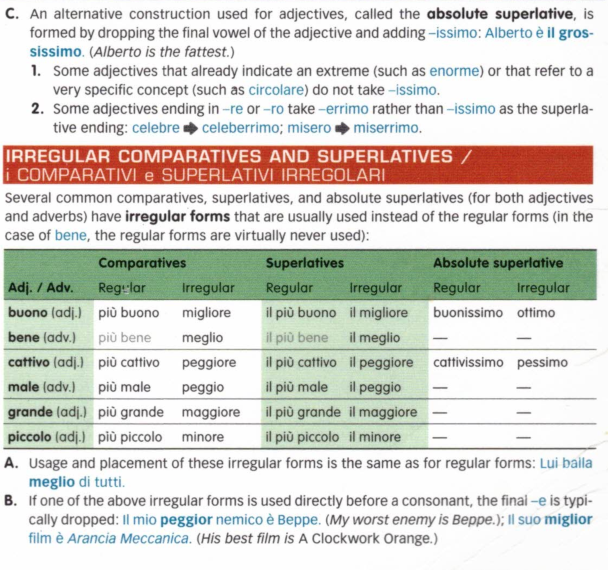 C. An alternative construction used for adjectives, called the absolute superlative, is
formed by dropping the final vowel of the adjective and adding –issimo: Alberto è il gros-
sissimo. (Alberto is the fattest.)
1. Some adjectives that already indicate an extreme (such as enorme) or that refer to a
very specific concept (such as circolare) do not take –issimo.
2. Some adjectives ending in –re or –ro take –errimo rather than –issimo as the superla-
tive ending: celebre ➡ celeberrimo; misero ➡ miserrimo.
IRREGULAR COMPARATIVES AND SUPERLATIVES /
i COMPARATIVI e SUPERLATIVI IRREGOLARI
Several common comparatives, superlatives, and absolute superlatives (for both adjectives
and adverbs) have irregular forms that are usually used instead of the regular forms (in the
case of bene, the regular forms are virtually never used):
Comparatives Superlatives Absolute superlative
Adj. / Adv. Regular Irregular Regular Irregular Regular Irregular
buono (adj.) più buono migliore il più buono il migliore buonissimo ottimo
bene (adv.) più bene meglio il più bene il meglio — —
cattivo (adj.) più cattivo peggiore il più cattivo il peggiore cattivissimo pessimo
male (adv.) più male peggio il più male il peggio — —
grande (adj.) più grande maggiore il più grande il maggiore — —
piccolo (adj.) più piccolo minore il più piccolo il minore — —
A. Usage and placement of these irregular forms is the same as for regular forms: Lui balla
meglio di tutti.
B. If one of the above irregular forms is used directly before a consonant, the final –e is typi-
cally dropped: Il mio peggior nemico è Beppe. (My worst enemy is Beppe.); Il suo miglior
film è Arancia Meccanica. (His best film is A Clockwork Orange.)